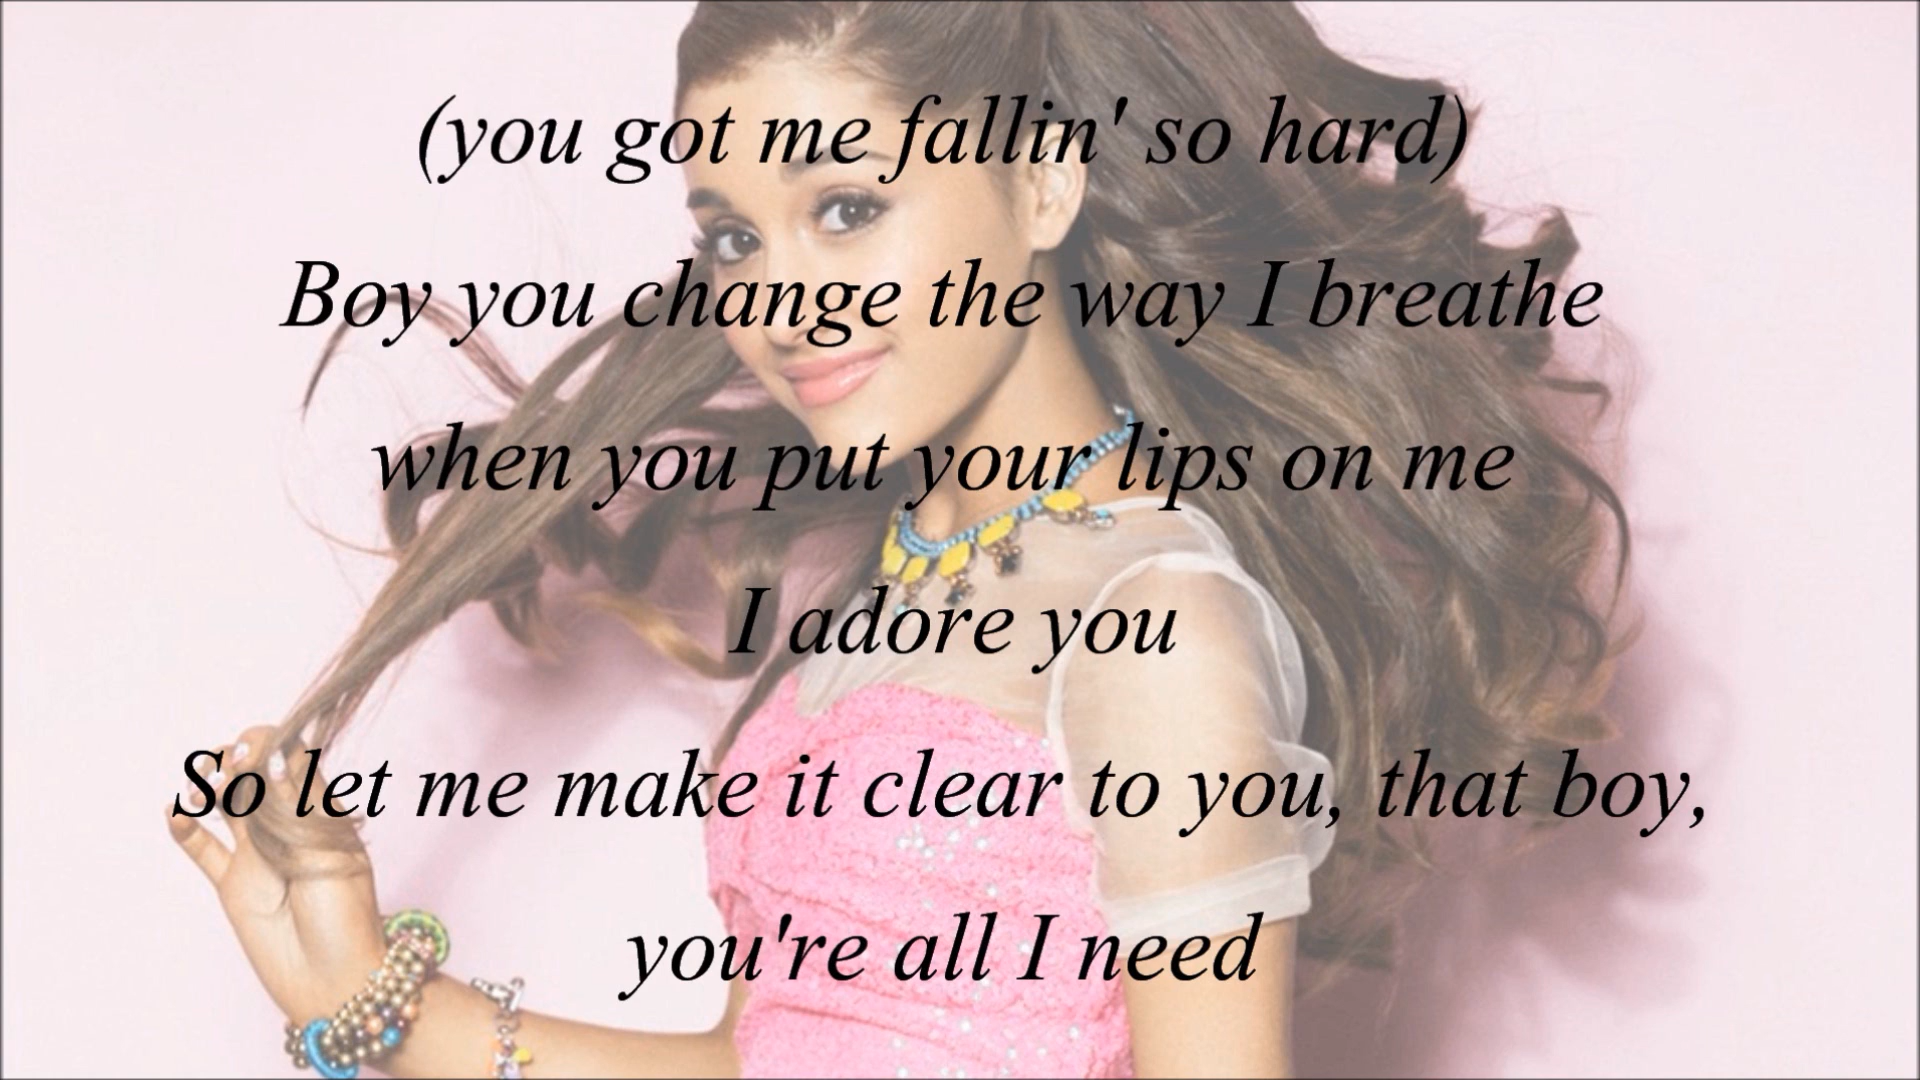 (you got me fallin' so hard)
Boy you change the way I breathe
when you put your lips on me
I adore you
So let me make it clear to you, that boy,
you're all I need